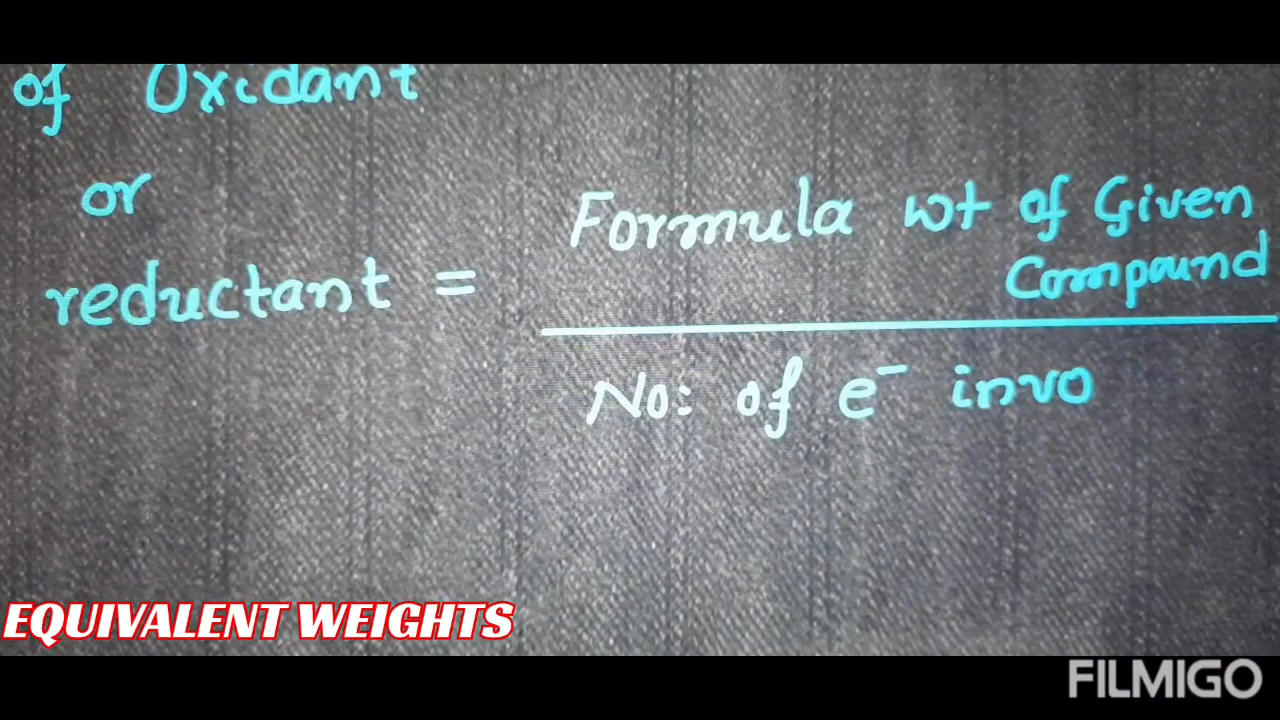 of Oxidant
or
reductant =
Formula wt of Given
Compound
No: of e⁻ invo
EQUIVALENT WEIGHTS
FILMIGO